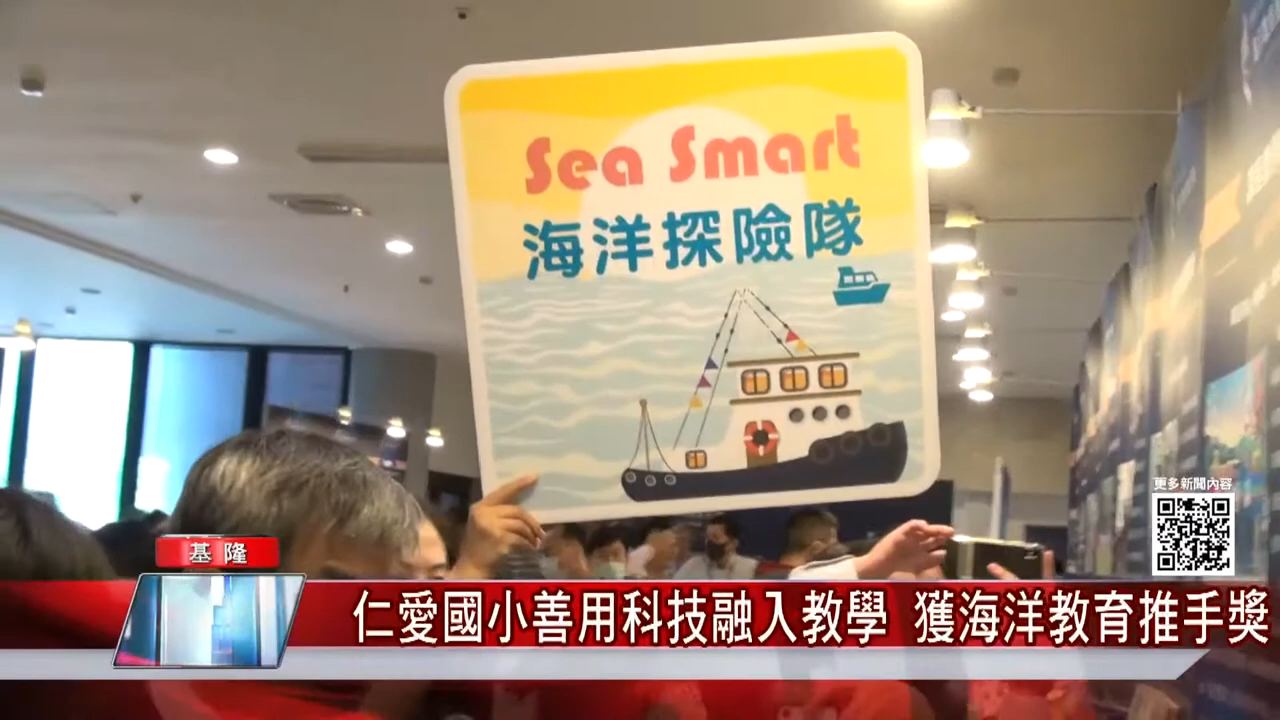 Sea Smart
海洋探險隊
更多新聞內容
基隆
仁愛國小善用科技融入教學 獲海洋教育推手獎